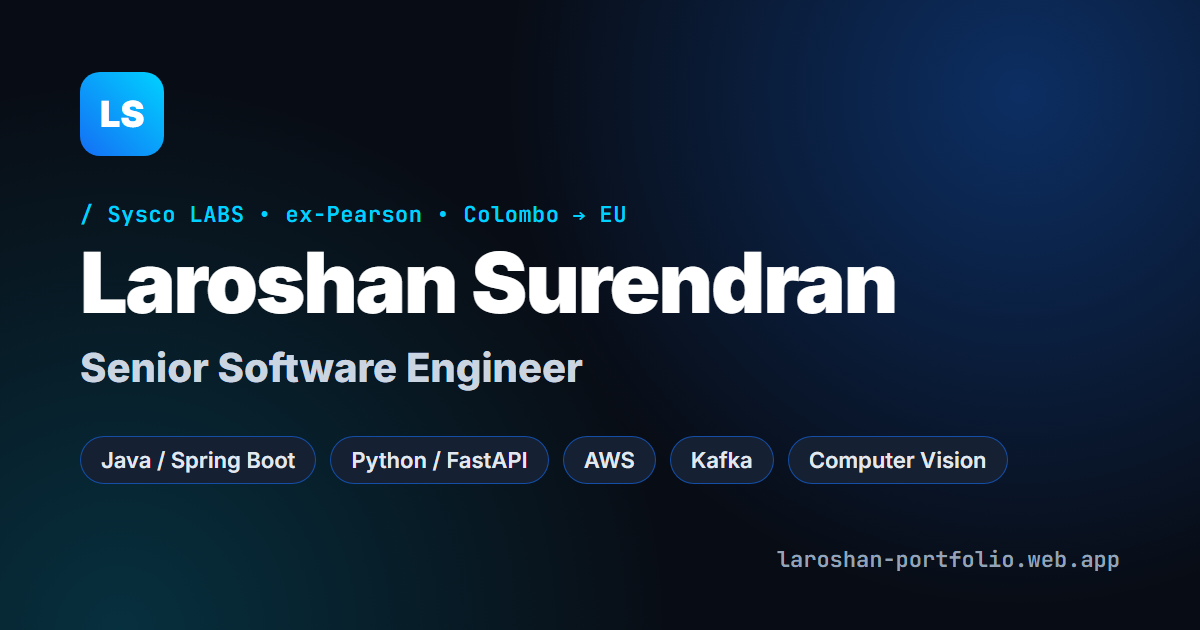 LS
/ Sysco LABS • ex-Pearson • Colombo → EU
Laroshan Surendran
Senior Software Engineer
Java / Spring Boot Python / FastAPI AWS Kafka Computer Vision
laroshan-portfolio.web.app